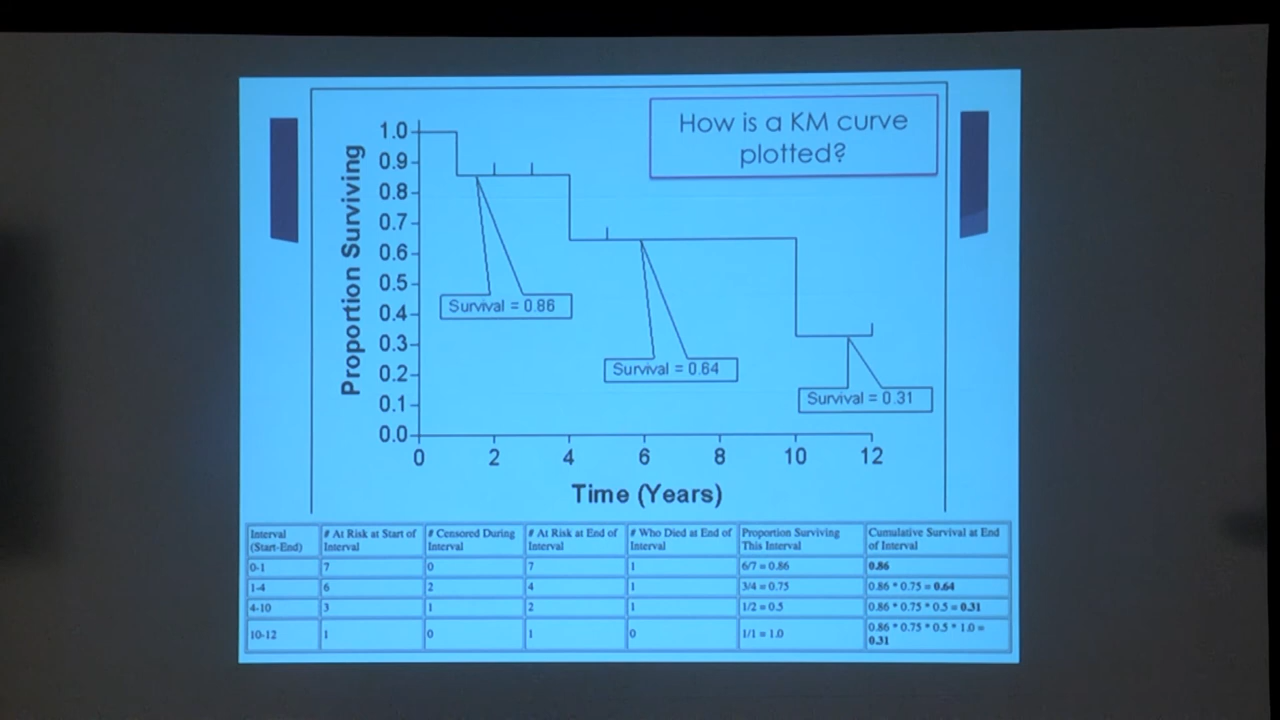 How is a KM curve
plotted?
Proportion Surviving
1.0
0.9
0.8
0.7
0.6
0.5
0.4
0.3
0.2
0.1
0.0
Survival = 0.86
Survival = 0.64
Survival = 0.31
0 2 4 6 8 10 12
Time (Years)
Interval (Start-End) # At Risk at Start of Interval # Censored During Interval # At Risk at End of Interval # Who Died at End of Interval Proportion Surviving This Interval Cumulative Survival at End of Interval
0-1 7 0 7 1 6/7 = 0.86 0.86
1-4 6 2 4 1 3/4 = 0.75 0.86 * 0.75 = 0.64
4-10 3 1 2 1 1/2 = 0.5 0.86 * 0.75 * 0.5 = 0.31
10-12 1 0 1 0 1/1 = 1.0 0.86 * 0.75 * 0.5 * 1.0 = 0.31